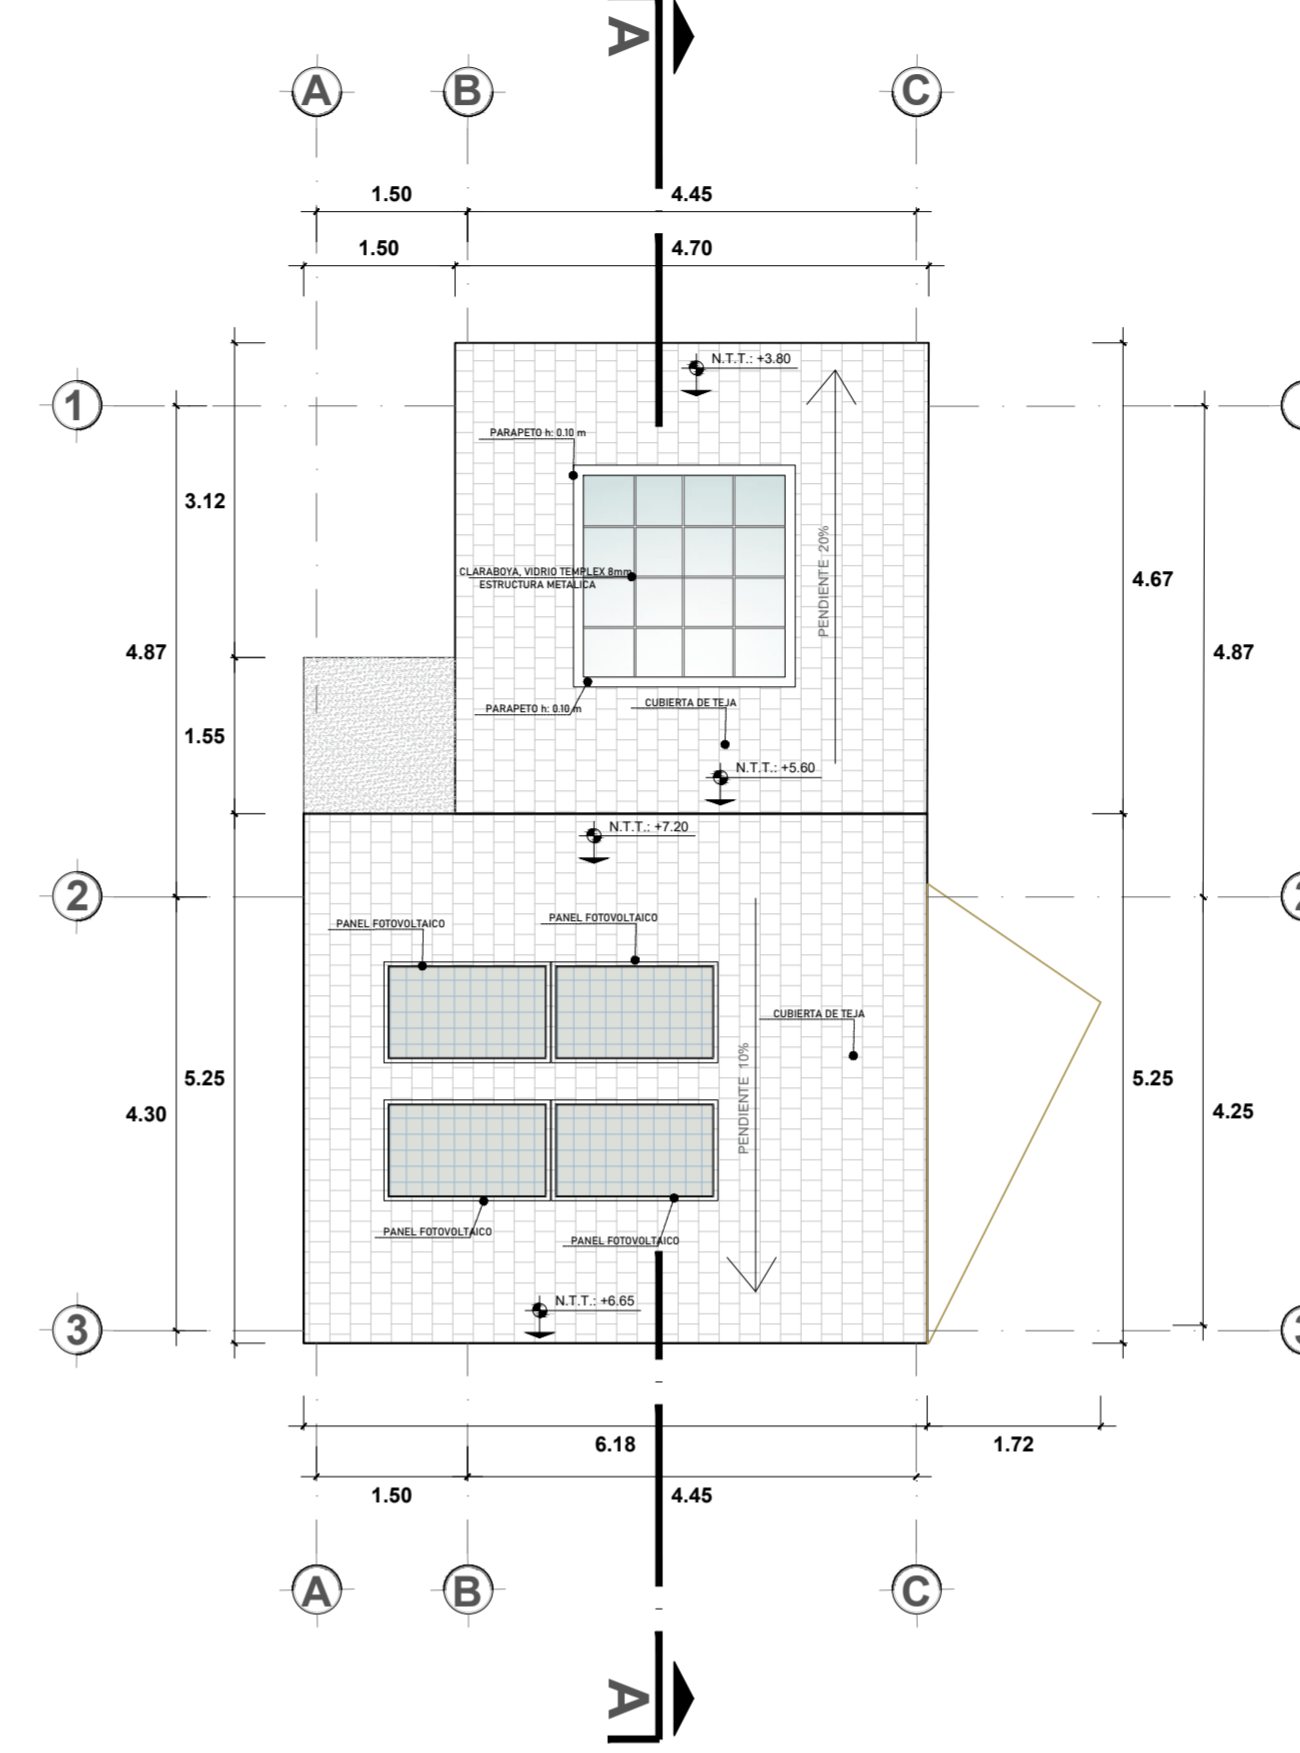 A
A
B
C
1.50
4.45
1.50
4.70
N.T.T.: +3.80
1
PARAPETO h: 0.10 m
3.12
PENDIENTE 20%
CLARABOYA, VIDRIO TEMPLEX 8mm
ESTRUCTURA METALICA
4.67
4.87
4.87
CUBIERTA DE TEJA
PARAPETO h: 0.10 m
1.55
N.T.T.: +5.60
N.T.T.: +7.20
2
PANEL FOTOVOLTAICO
PANEL FOTOVOLTAICO
CUBIERTA DE TEJA
PENDIENTE 10%
5.25
5.25
4.30
4.25
PANEL FOTOVOLTAICO
PANEL FOTOVOLTAICO
N.T.T.: +6.65
3
6.18
1.72
1.50
4.45
A
B
C
A